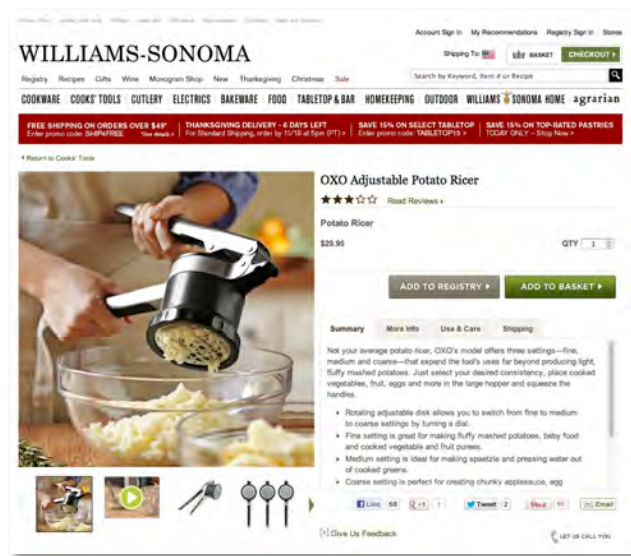 Account Sign In My Recommendations Registry Sign In Stores
WILLIAMS-SONOMA
Shipping To: BASKET CHECKOUT
Registry Recipes Gifts Wine Monogram Shop New Thanksgiving Christmas Sale
Search by Keyword, Item # or Recipe
COOKWARE COOKS' TOOLS CUTLERY ELECTRICS BAKEWARE FOOD TABLETOP & BAR HOMEKEEPING OUTDOOR WILLIAMS SONOMA HOME agrarian
FREE SHIPPING ON ORDERS OVER $49* THANKSGIVING DELIVERY - 6 DAYS LEFT SAVE 15% ON SELECT TABLETOP SAVE 15% ON TOP-RATED PASTRIES
Enter promo code: SHIP4FREE *See details > For Standard Shipping, order by 11/18 at 5pm (PT) > Enter promo code: TABLETOP15 > TODAY ONLY - Shop Now >
Return to Cooks' Tools
OXO Adjustable Potato Ricer
Read Reviews
Potato Ricer
$29.95 QTY 1
ADD TO REGISTRY ADD TO BASKET
Summary More Info Use & Care Shipping
Not your average potato ricer, OXO's model offers three settings—fine,
medium and coarse—that expand the tool's uses far beyond producing light,
fluffy mashed potatoes. Just select your desired consistency, place cooked
vegetables, fruit, eggs and more in the large hopper and squeeze the
handles.
Rotating adjustable disk allows you to switch from fine to medium
to coarse settings by turning a dial.
Fine setting is great for making fluffy mashed potatoes, baby food
and cooked vegetable and fruit purees.
Medium setting is ideal for making spaetzle and pressing water out
of cooked greens.
Coarse setting is perfect for creating chunky applesauce, egg
Like 68 +1 1 Tweet 2 Pin it Email
[+] Give Us Feedback LET US CALL YOU